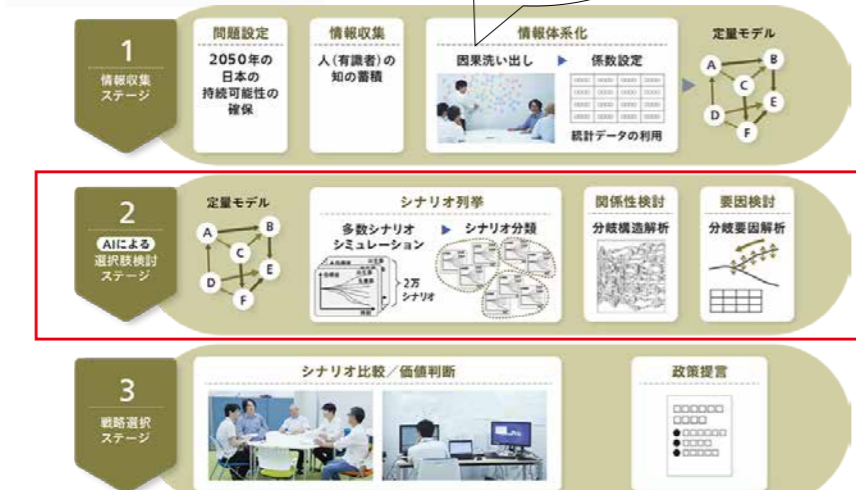 1
情報収集
ステージ
問題設定
2050年の
日本の
持続可能性の
確保
情報収集
人(有識者)の
知の蓄積
情報体系化
因果洗い出し ▶ 係数設定
統計データの利用
定量モデル
A
B
C
D
E
F
2
AIによる
選択肢検討
ステージ
定量モデル
A
B
C
D
E
F
シナリオ列挙
多数シナリオ
シミュレーション
▶ シナリオ分類
2万
シナリオ
関係性検討
分岐構造解析
要因検討
分岐要因解析
3
戦略選択
ステージ
シナリオ比較/価値判断
政策提言